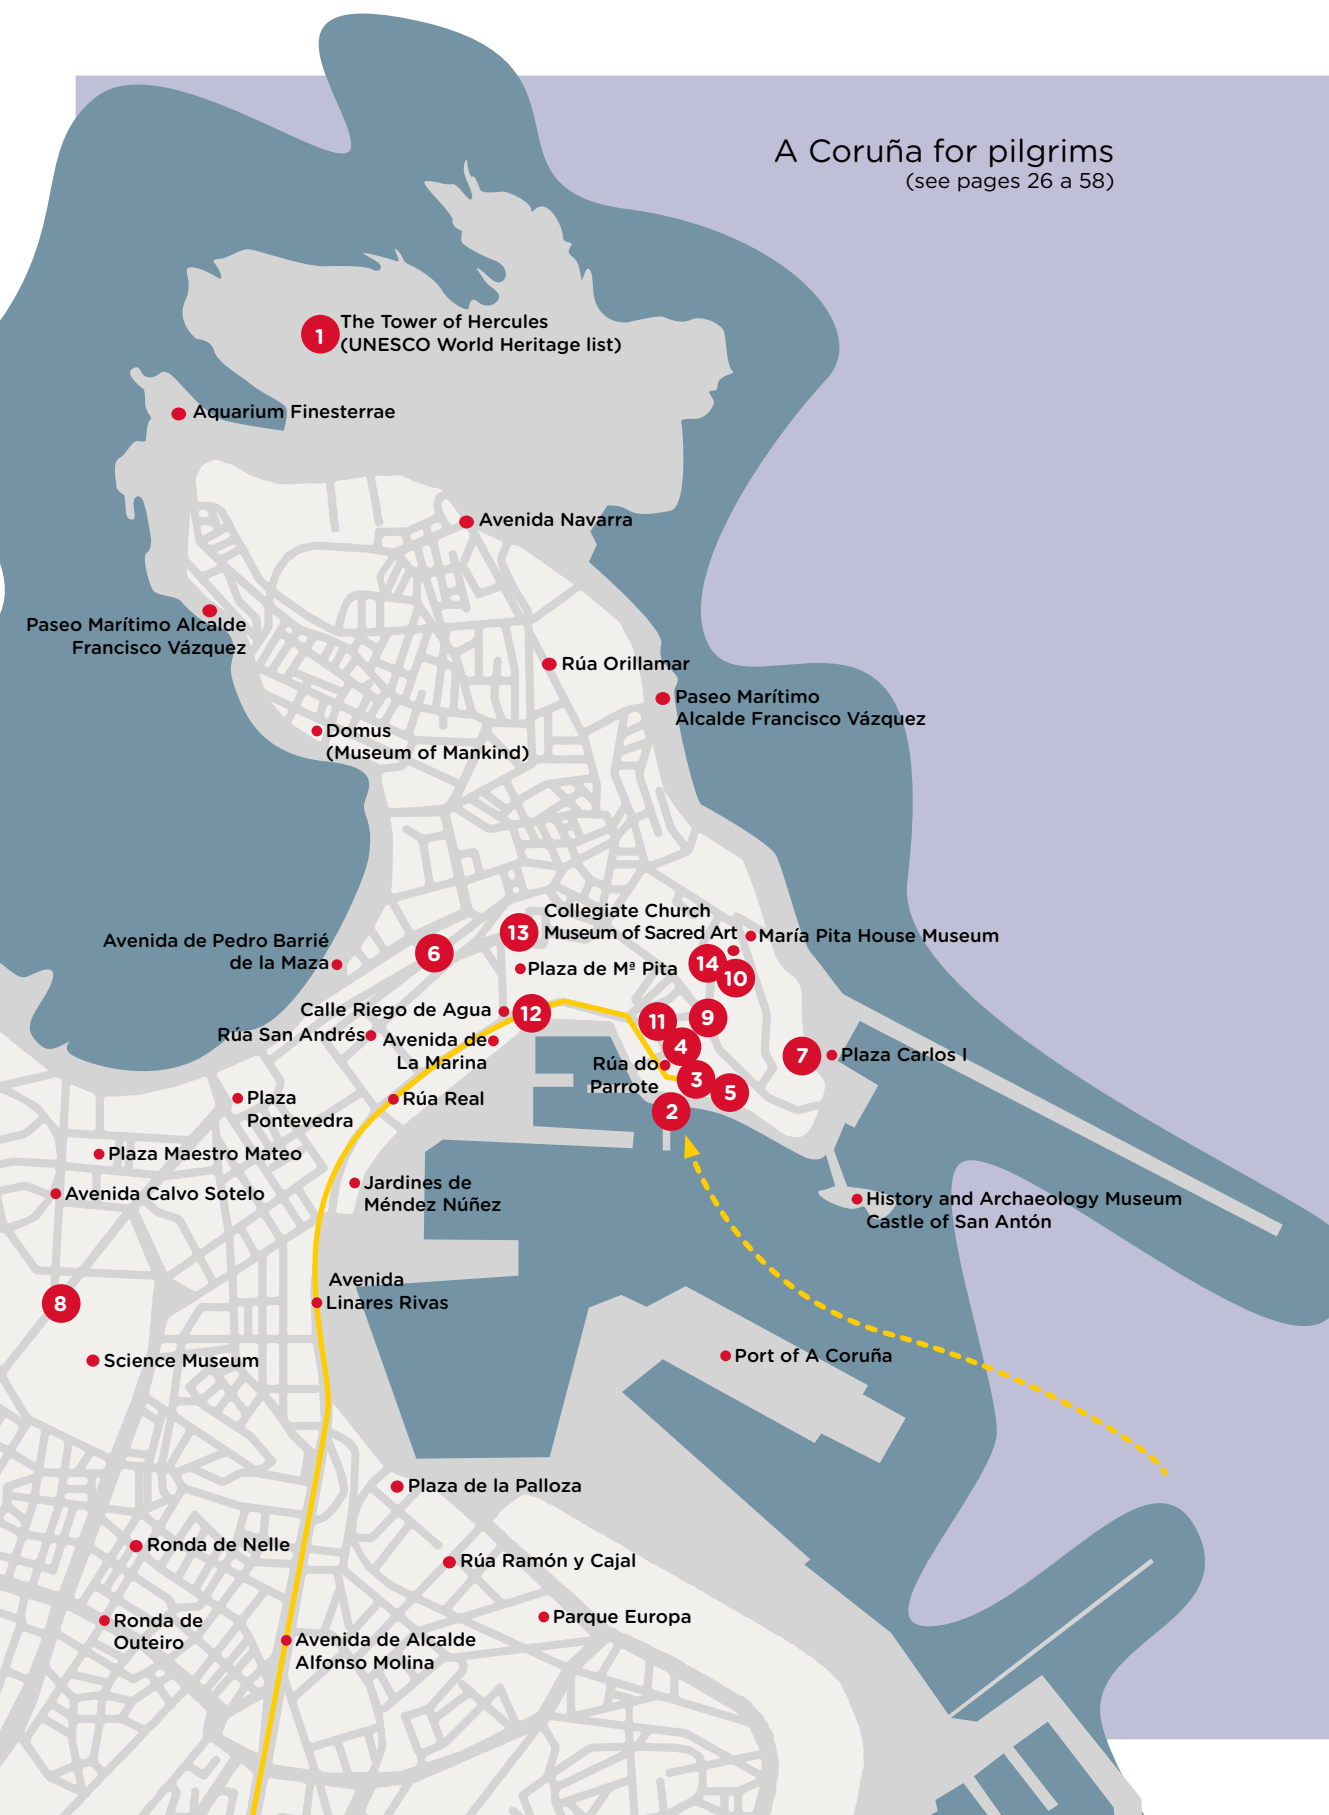 A Coruña for pilgrims
(see pages 26 a 58)
1
The Tower of Hercules
(UNESCO World Heritage list)
Aquarium Finesterrae
Avenida Navarra
Paseo Marítimo Alcalde
Francisco Vázquez
Rúa Orillamar
Paseo Marítimo
Alcalde Francisco Vázquez
Domus
(Museum of Mankind)
13
Collegiate Church
Museum of Sacred Art
María Pita House Museum
Avenida de Pedro Barrié
de la Maza
6
Plaza de Mª Pita
14
10
Calle Riego de Agua
12
11
9
Rúa San Andrés
Avenida de
La Marina
4
7
Plaza Carlos I
Rúa do
Parrote
3
5
2
Plaza
Pontevedra
Rúa Real
Plaza Maestro Mateo
Avenida Calvo Sotelo
Jardines de
Méndez Núñez
History and Archaeology Museum
Castle of San Antón
Avenida
Linares Rivas
8
Science Museum
Port of A Coruña
Plaza de la Palloza
Ronda de Nelle
Rúa Ramón y Cajal
Ronda de
Outeiro
Parque Europa
Avenida de Alcalde
Alfonso Molina